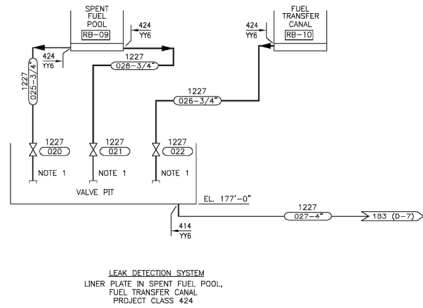 SPENT
FUEL
POOL
RB-09
424
YY6
FUEL
TRANSFER
CANAL
RB-10
424
YY6
1227
025-3/4"
1227
028-3/4"
1227
026-3/4"
1227
020
1227
021
1227
022
NOTE 1
NOTE 1
NOTE 1
VALVE PIT
EL. 177'-0"
1227
027-4"
183 (D-7)
414
YY6
LEAK DETECTION SYSTEM
LINER PLATE IN SPENT FUEL POOL,
FUEL TRANSFER CANAL
PROJECT CLASS 424